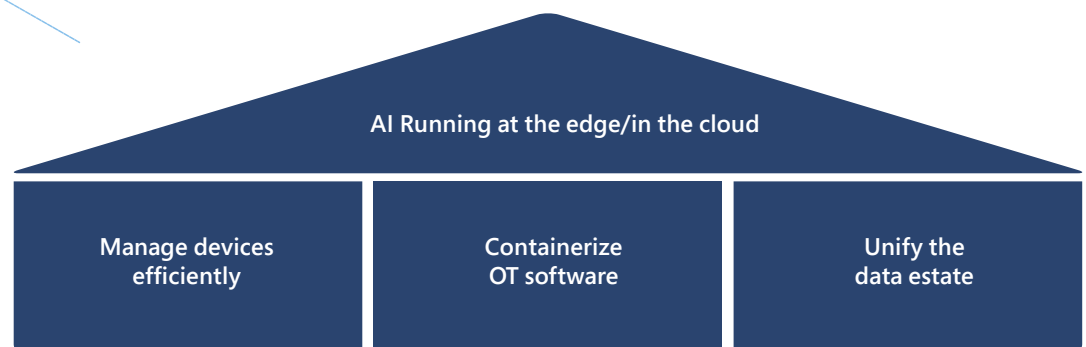 AI Running at the edge/in the cloud
Manage devices
efficiently
Containerize
OT software
Unify the
data estate